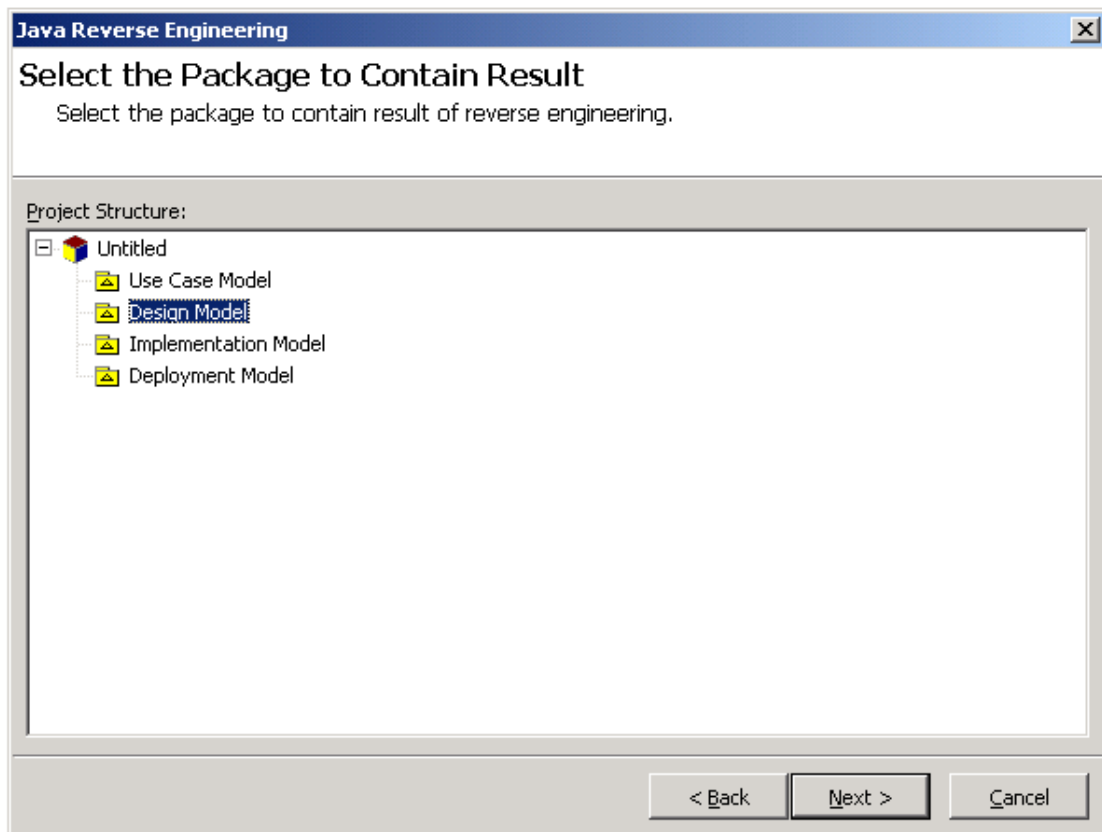 Java Reverse Engineering
Select the Package to Contain Result
Select the package to contain result of reverse engineering.
Project Structure:
Untitled
Use Case Model
Design Model
Implementation Model
Deployment Model
< Back Next > Cancel